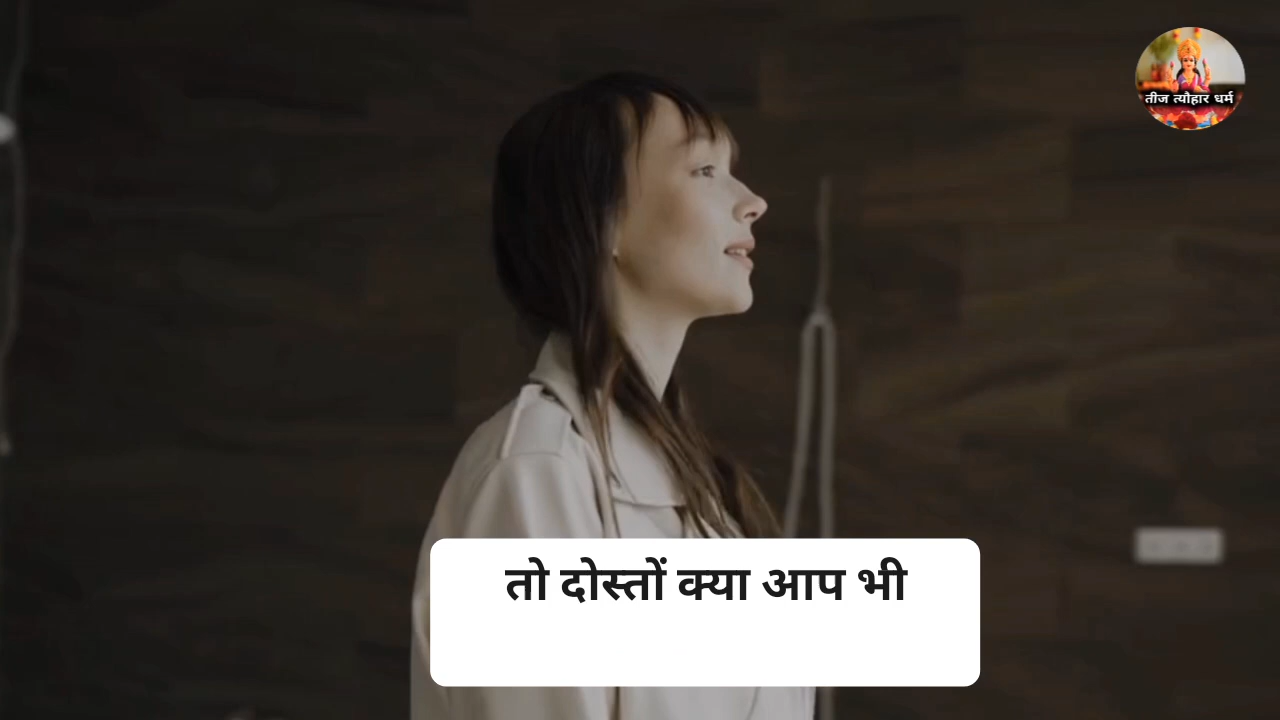 तीज त्यौहार धर्म
तो दोस्तों क्या आप भी